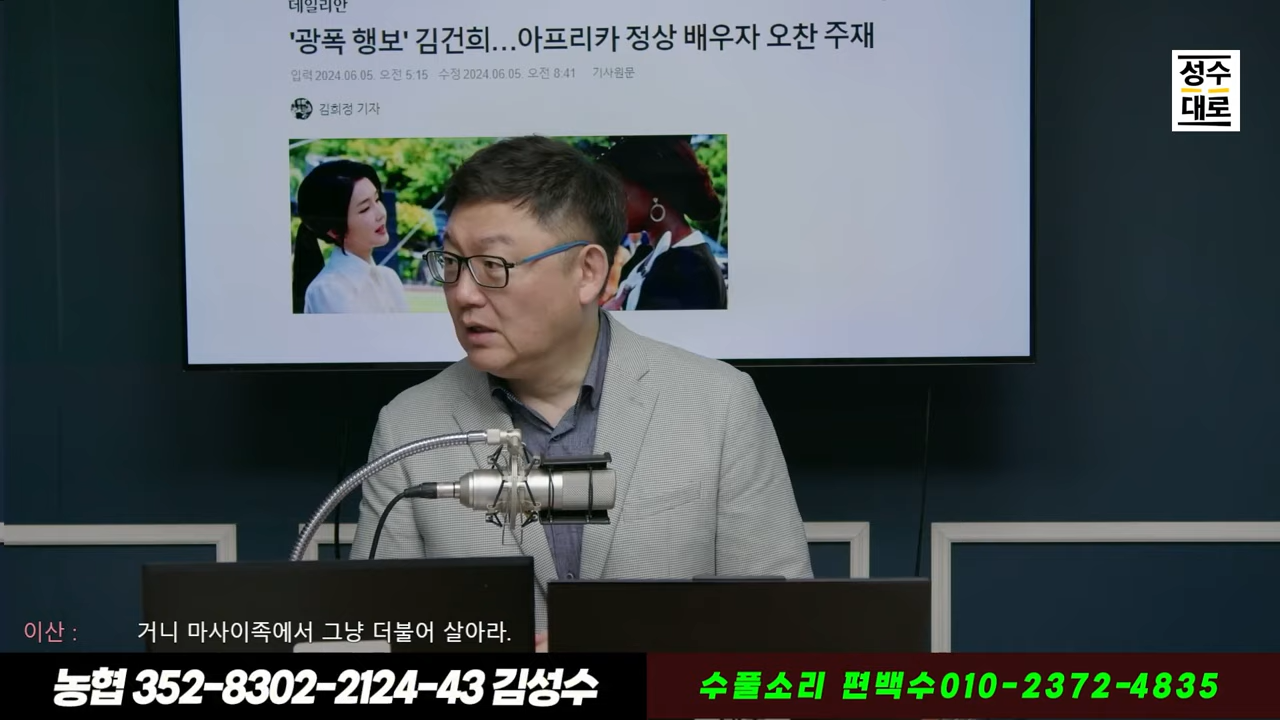 데일리안
'광폭 행보' 김건희…아프리카 정상 배우자 오찬 주재
입력 2024.06.05. 오전 5:15 수정 2024.06.05. 오전 8:41 기사원문
김희정 기자
성수
대로
이산 : 거니 마사이족에서 그냥 더불어 살아라.
농협 352-8302-2124-43 김성수
수풀소리 편백수 010-2372-4835